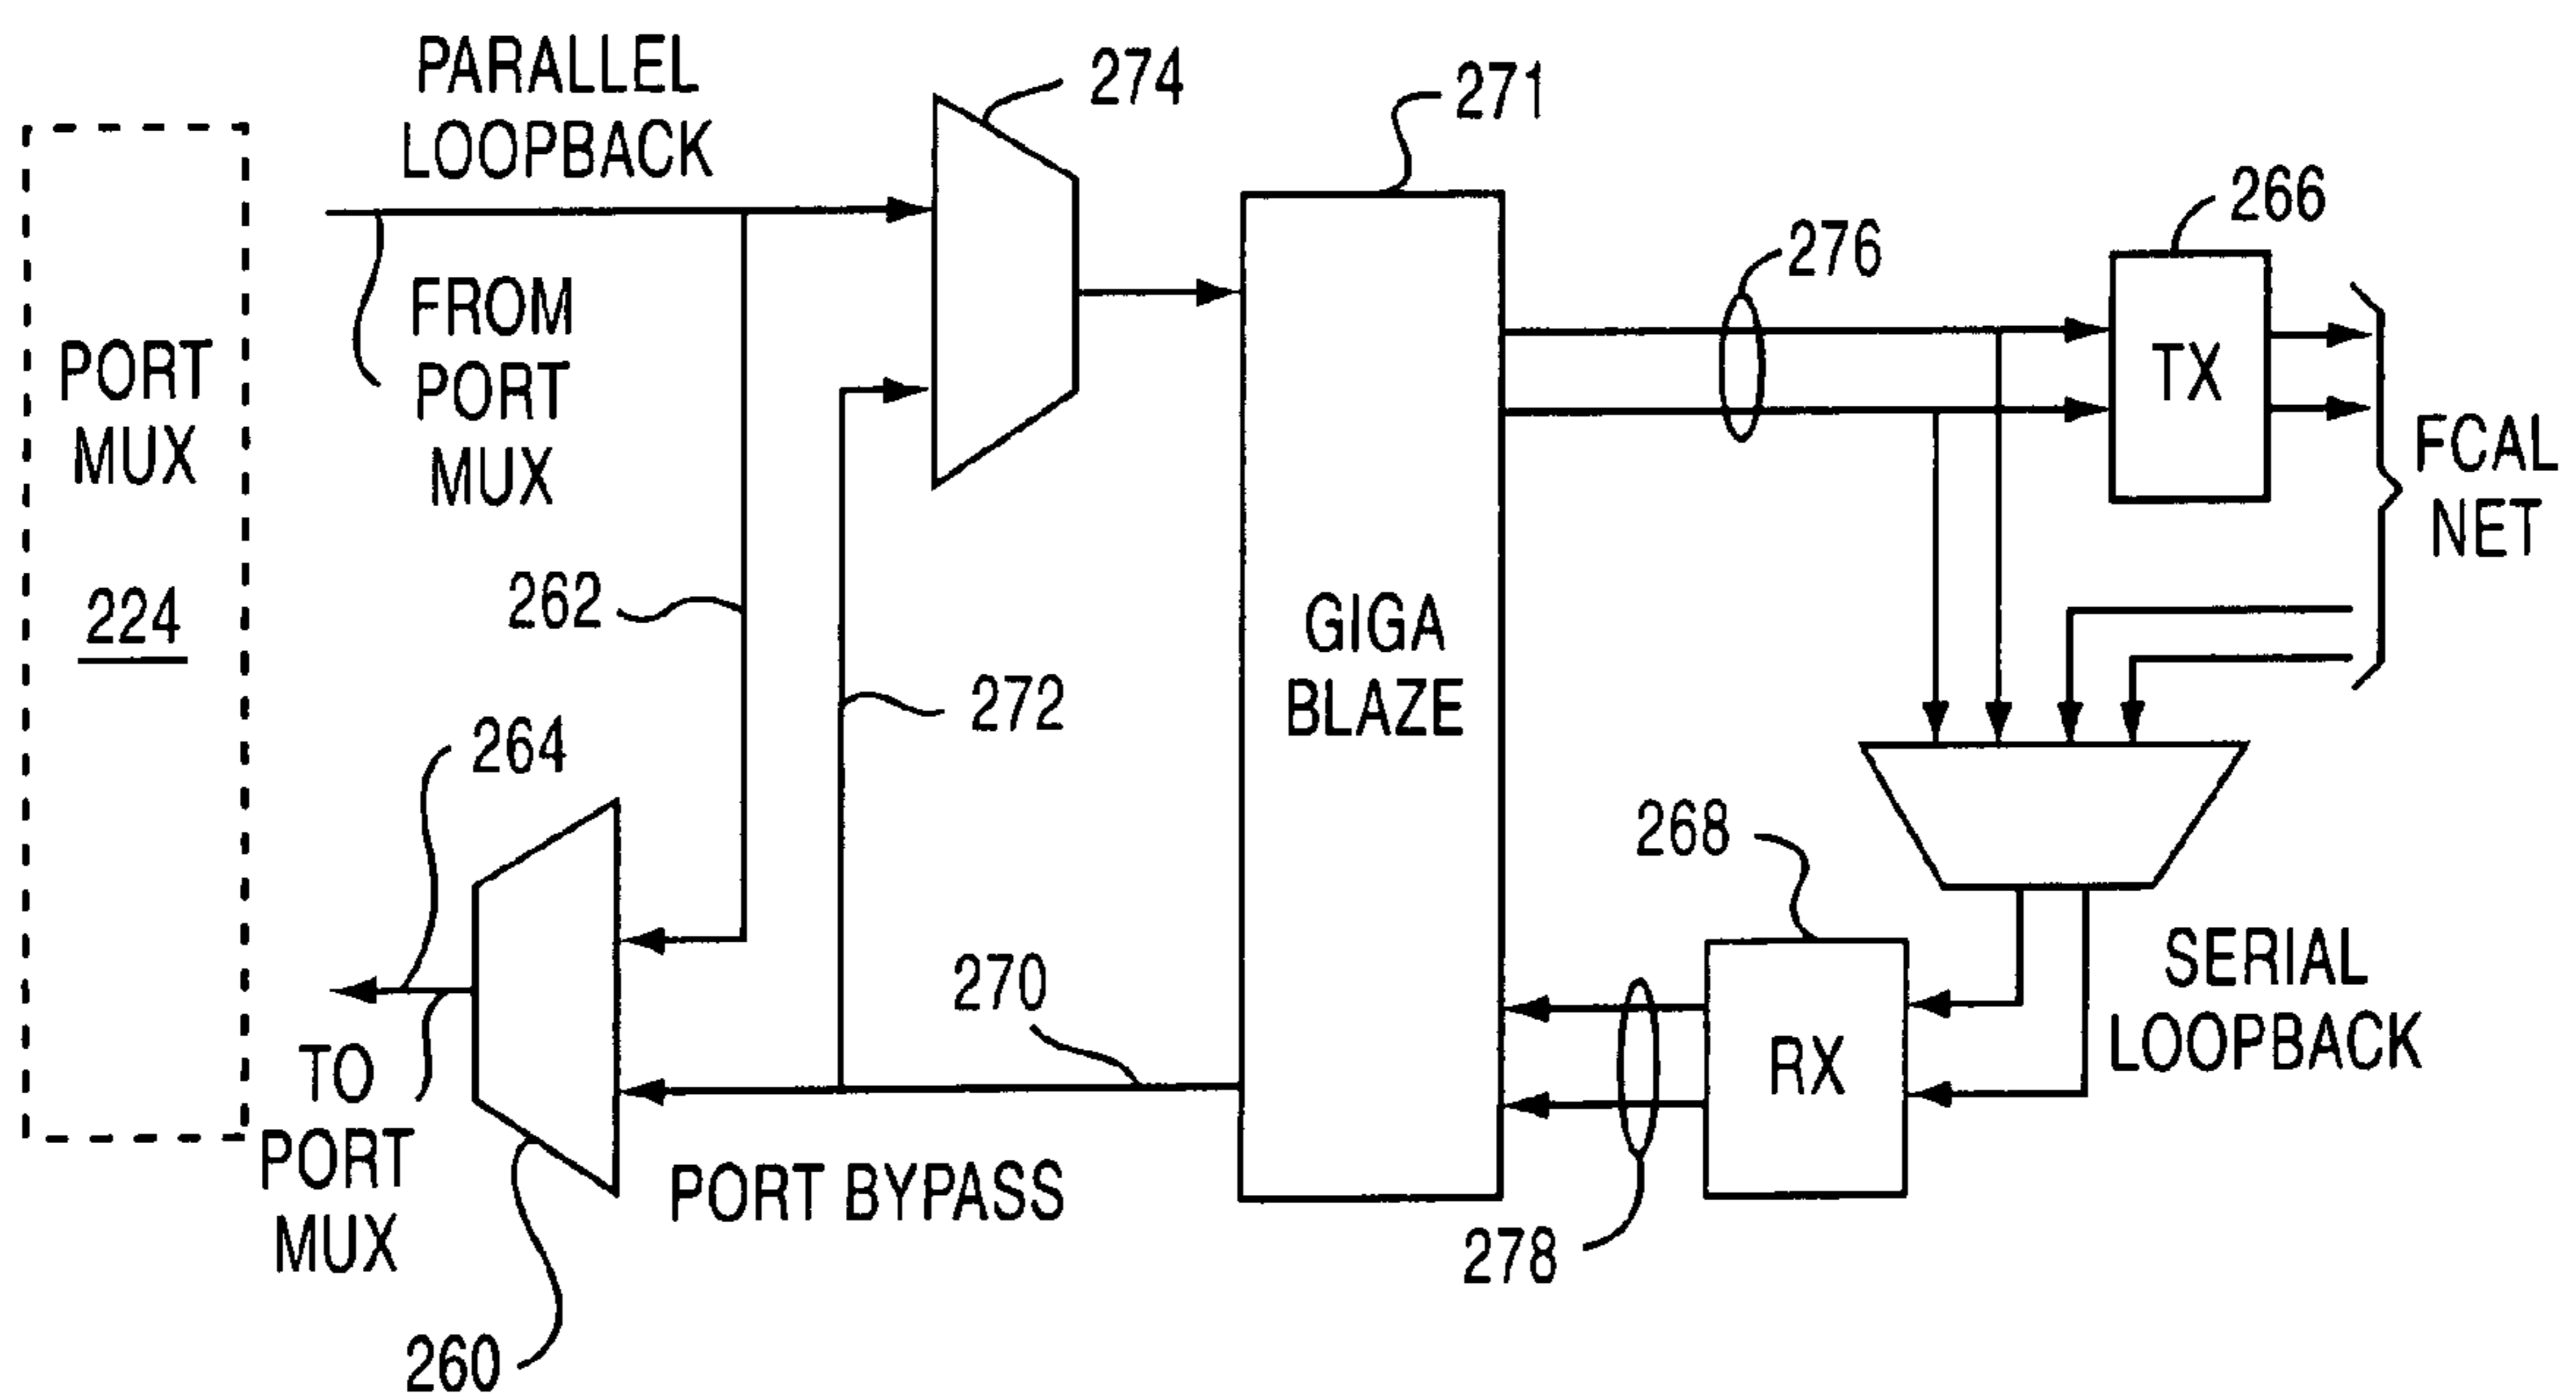 PARALLEL
LOOPBACK
274
271
266
276
FROM
PORT
MUX
PORT
MUX
224
TX
FCAL
NET
262
GIGA
BLAZE
272
264
268
270
SERIAL
LOOPBACK
RX
TO
PORT
MUX
PORT BYPASS
278
260